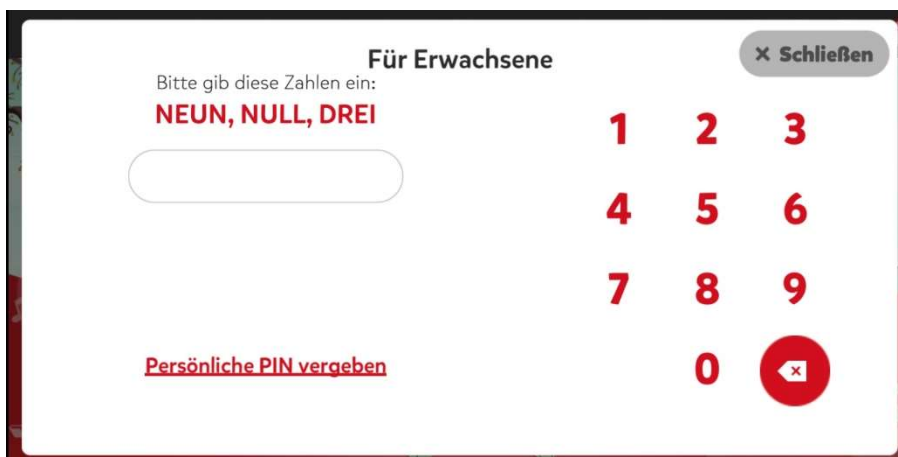 Für Erwachsene
× Schließen
Bitte gib diese Zahlen ein:
NEUN, NULL, DREI
1 2 3
4 5 6
7 8 9
Persönliche PIN vergeben
0